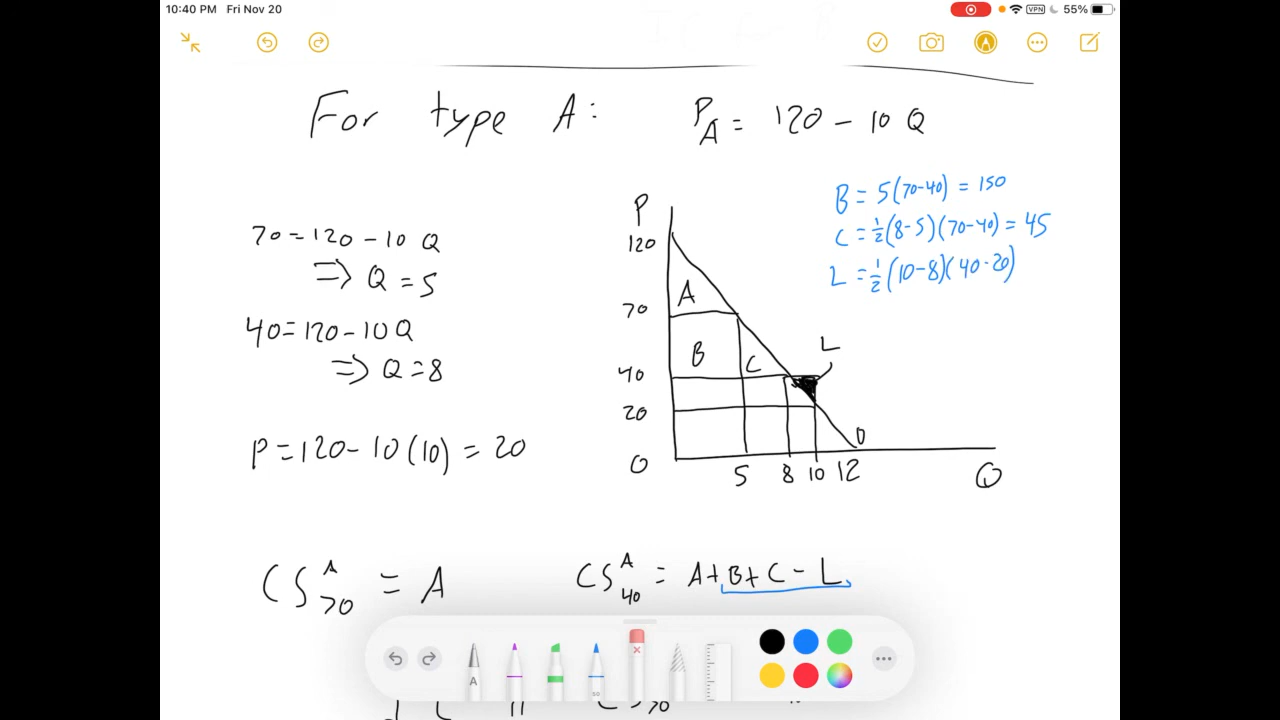 10:40 PM Fri Nov 20
VPN 55%
For type A: P_A = 120 - 10 Q
B = 5(70-40) = 150
C = ½(8-5)(70-40) = 45
L = ½(10-8)(40-20)
70 = 120 - 10 Q
⇒ Q = 5
40 = 120 - 10 Q
⇒ Q = 8
P = 120 - 10(10) = 20
P
120
A
70
L
B C
40
20
D
0
5 8 10 12 Q
CS^A_70 = A CS^A_40 = A + B + C - L
A 50